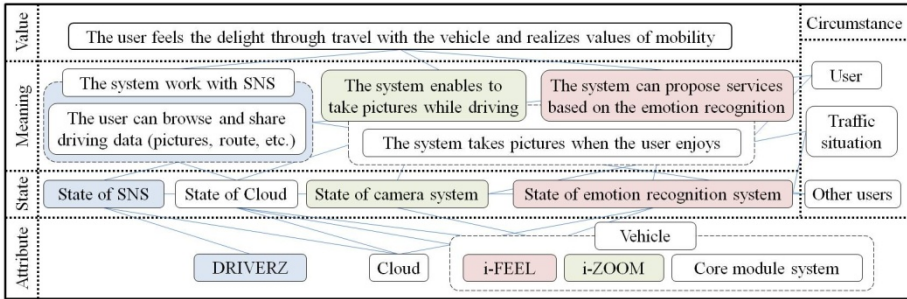 Value
The user feels the delight through travel with the vehicle and realizes values of mobility
Circumstance
Meaning
The system work with SNS
The user can browse and share
driving data (pictures, route, etc.)
The system enables to
take pictures while driving
The system can propose services
based on the emotion recognition
The system takes pictures when the user enjoys
User
Traffic
situation
Other users
State
State of SNS
State of Cloud
State of camera system
State of emotion recognition system
Attribute
DRIVERZ
Cloud
Vehicle
i-FEEL
i-ZOOM
Core module system